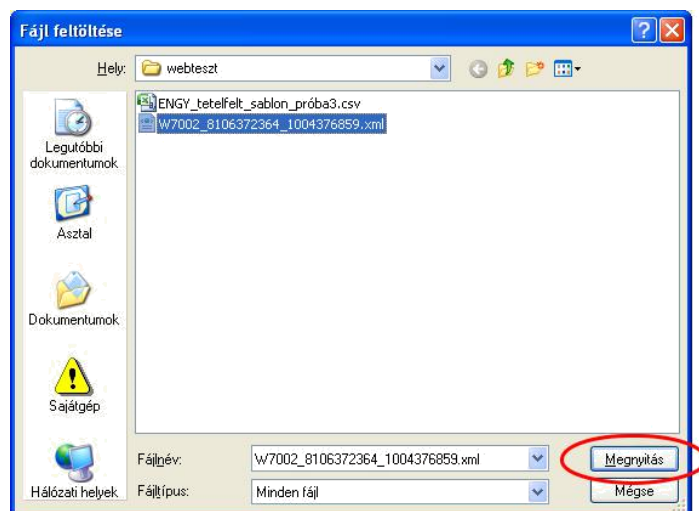 Fájl feltöltése
Hely:
webteszt
ENGY_tetelfelt_sablon_próba3.csv
W7002_8106372364_1004376859.xml
Legutóbbi
dokumentumok
Asztal
Dokumentumok
Sajátgép
Hálózati helyek
Fájlnév:
W7002_8106372364_1004376859.xml
Megnyitás
Fájltípus:
Minden fájl
Mégse